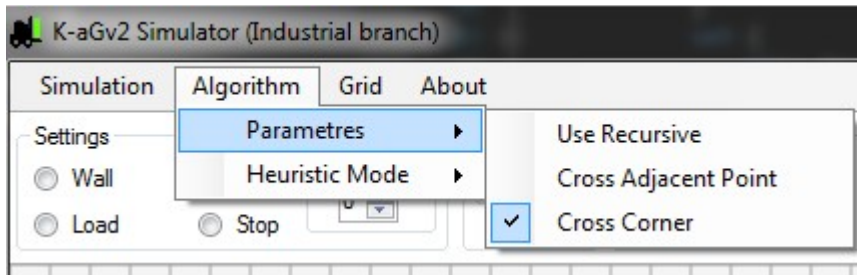 K-aGv2 Simulator (Industrial branch)
Simulation Algorithm Grid About
Settings
Parametres
Use Recursive
Wall
Heuristic Mode
Cross Adjacent Point
Load
Stop
Cross Corner